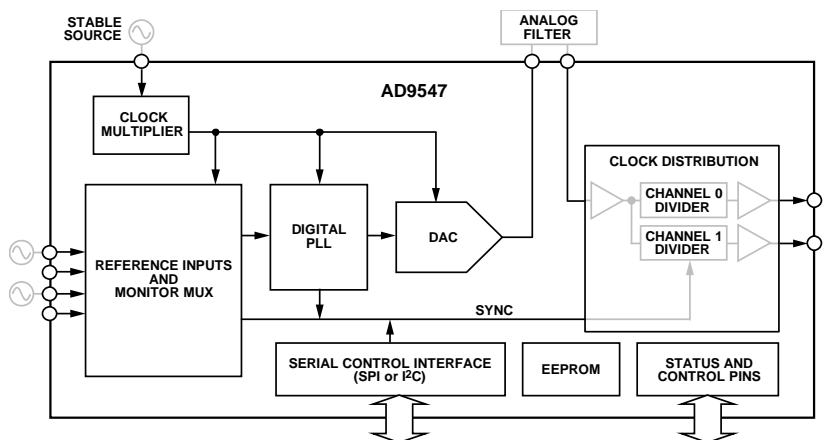 STABLE
SOURCE
ANALOG
FILTER
AD9547
CLOCK
MULTIPLIER
CLOCK DISTRIBUTION
CHANNEL 0
DIVIDER
CHANNEL 1
DIVIDER
DIGITAL
PLL
DAC
REFERENCE INPUTS
AND
MONITOR MUX
SYNC
SERIAL CONTROL INTERFACE
(SPI or I²C)
EEPROM
STATUS AND
CONTROL PINS